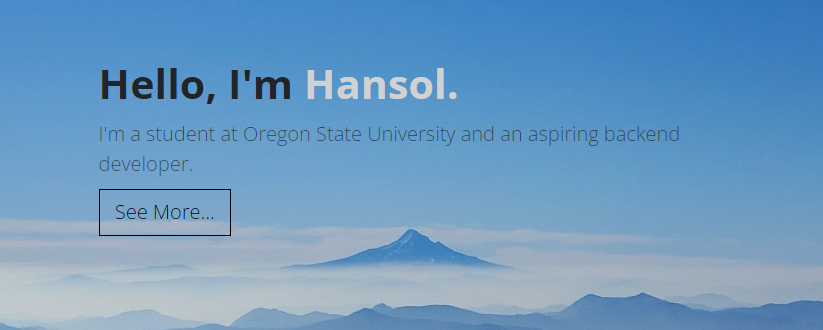 Hello, I'm Hansol.
I'm a student at Oregon State University and an aspiring backend
developer.
See More...